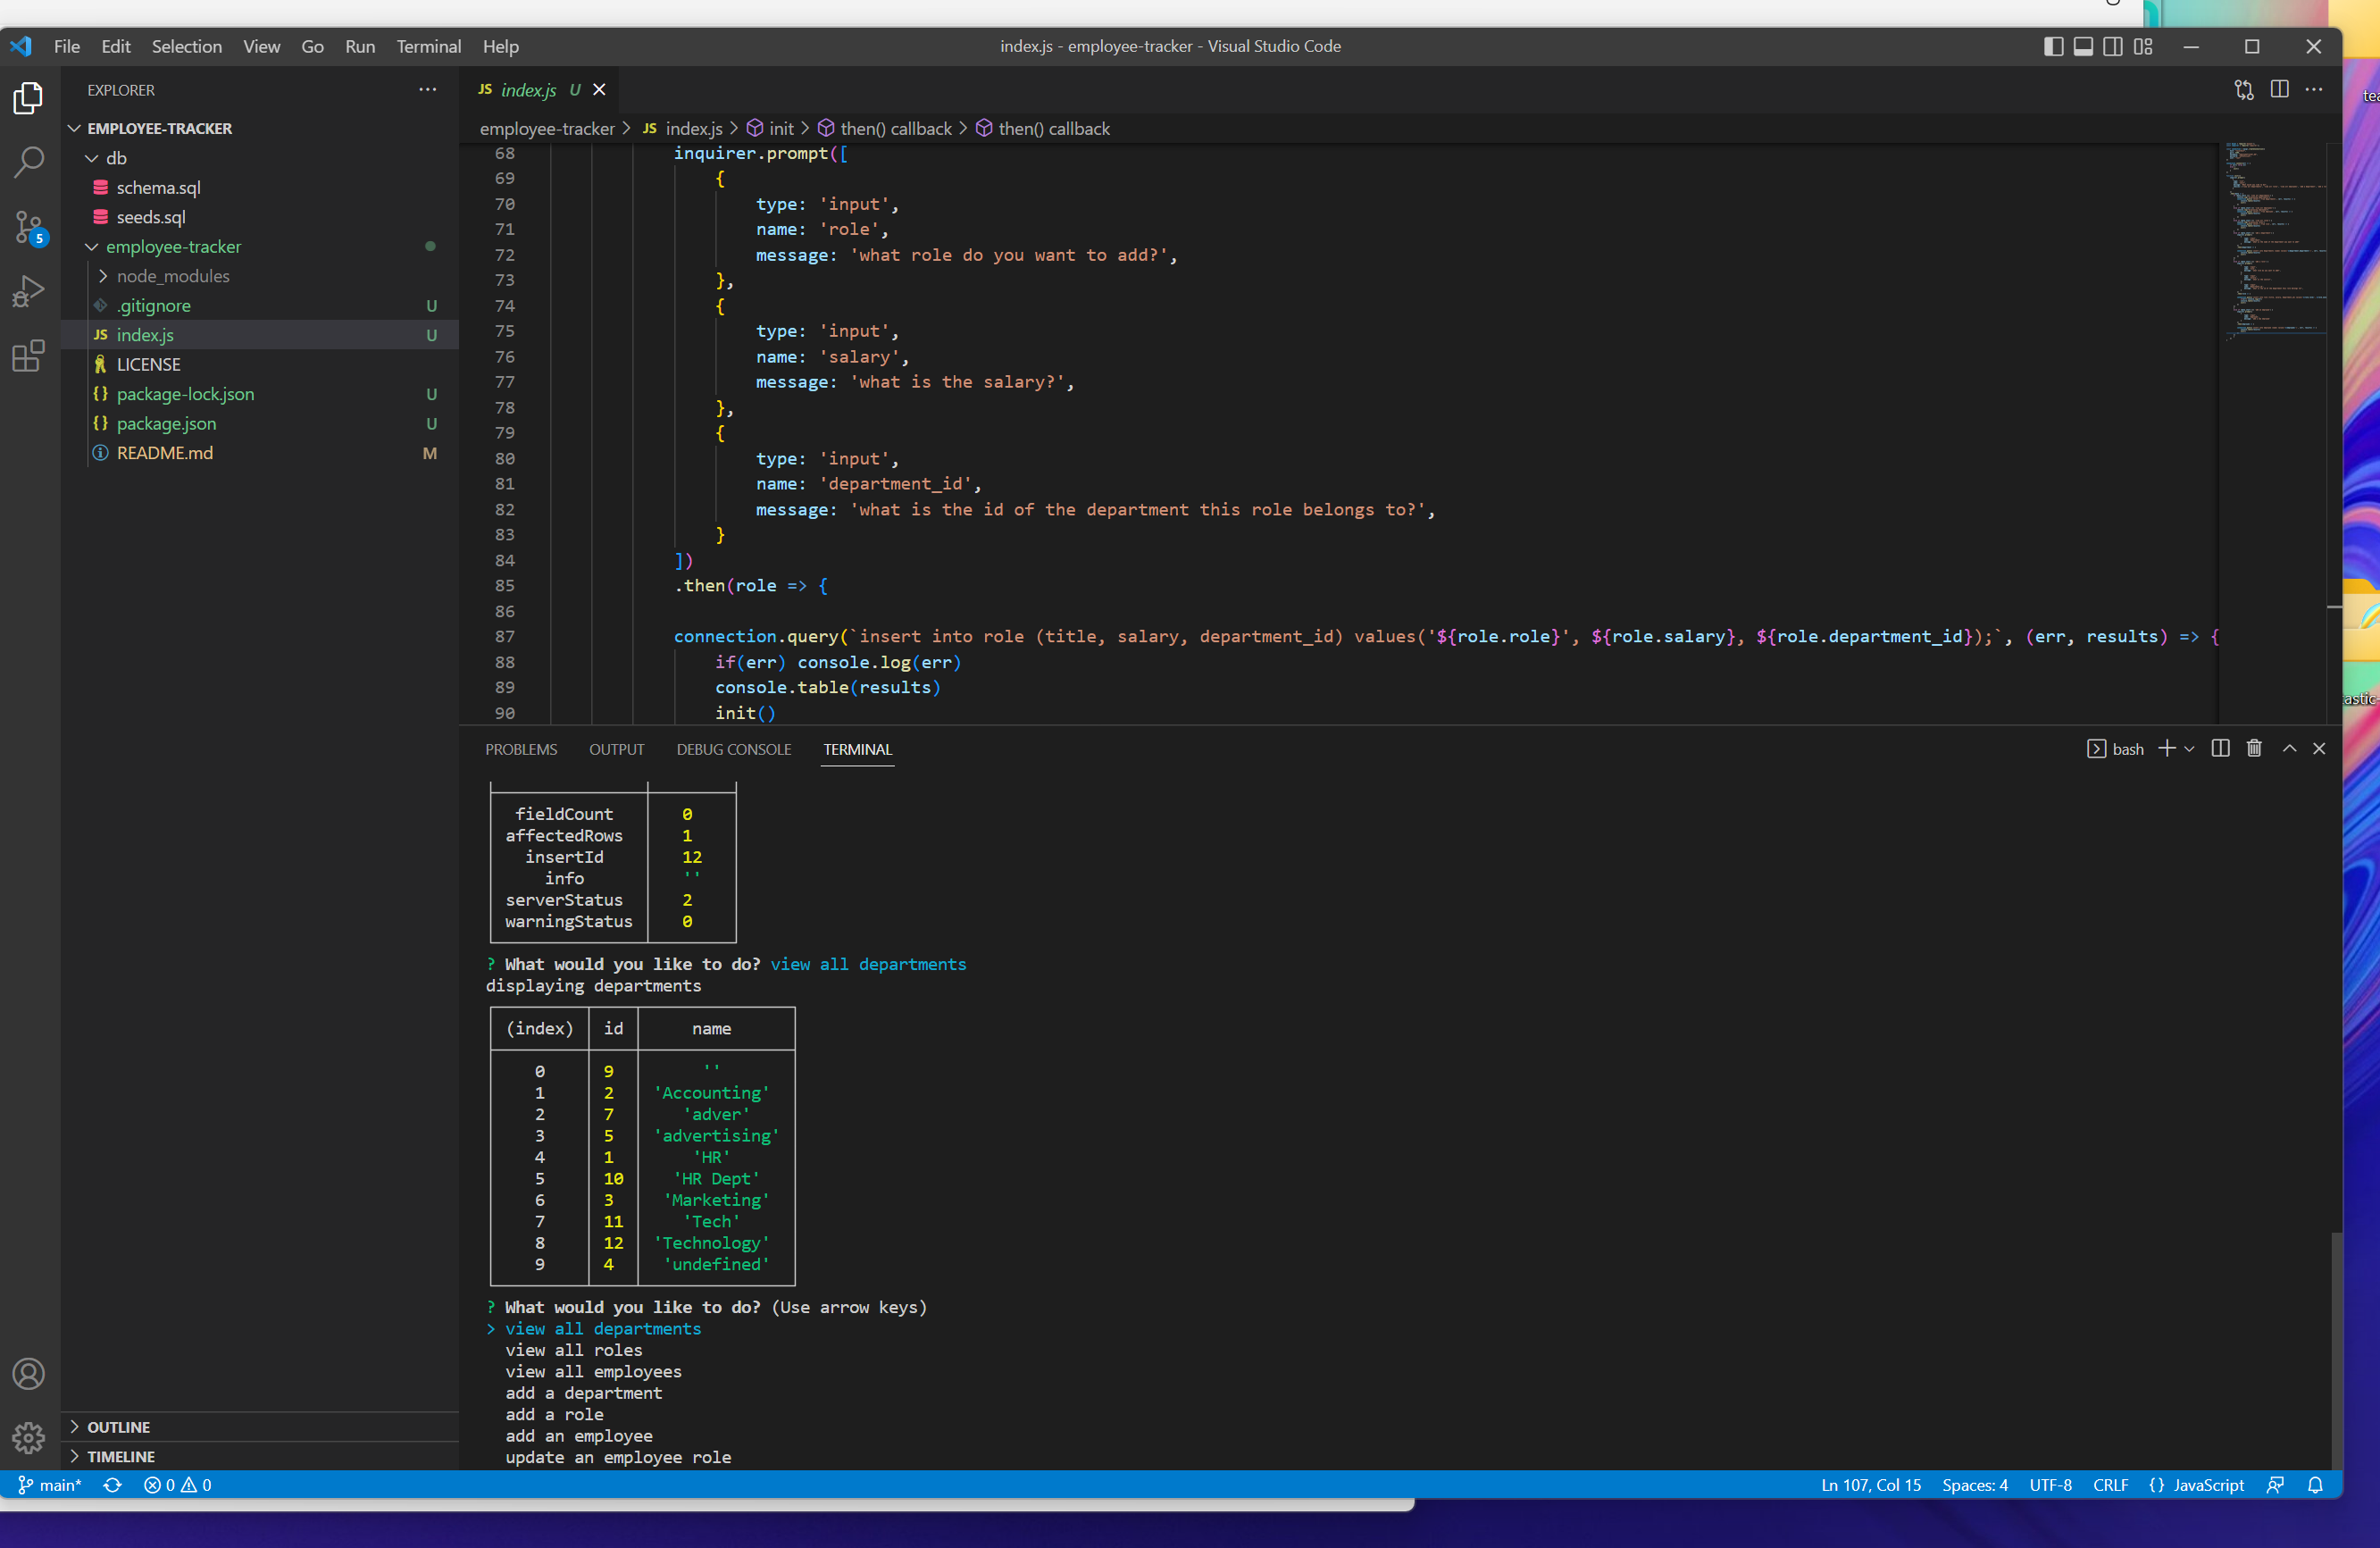 File Edit Selection View Go Run Terminal Help
index.js - employee-tracker - Visual Studio Code
EXPLORER
EMPLOYEE-TRACKER
db
schema.sql
seeds.sql
employee-tracker
node_modules
.gitignore U
JS index.js U
LICENSE
{} package-lock.json U
{} package.json U
README.md M
5
OUTLINE
TIMELINE
JS index.js U
employee-tracker > JS index.js > init > then() callback > then() callback
68 inquirer.prompt([
69 {
70 type: 'input',
71 name: 'role',
72 message: 'what role do you want to add?',
73 },
74 {
75 type: 'input',
76 name: 'salary',
77 message: 'what is the salary?',
78 },
79 {
80 type: 'input',
81 name: 'department_id',
82 message: 'what is the id of the department this role belongs to?',
83 }
84 ])
85 .then(role => {
86
87 connection.query(`insert into role (title, salary, department_id) values('${role.role}', ${role.salary}, ${role.department_id});`, (err, results) => {
88 if(err) console.log(err)
89 console.table(results)
90 init()
PROBLEMS OUTPUT DEBUG CONSOLE TERMINAL
bash
fieldCount 0
affectedRows 1
insertId 12
info ''
serverStatus 2
warningStatus 0
? What would you like to do? view all departments
displaying departments
(index) id name
0 9 ''
1 2 'Accounting'
2 7 'adver'
3 5 'advertising'
4 1 'HR'
5 10 'HR Dept'
6 3 'Marketing'
7 11 'Tech'
8 12 'Technology'
9 4 'undefined'
? What would you like to do? (Use arrow keys)
> view all departments
view all roles
view all employees
add a department
add a role
add an employee
update an employee role
main* 0 0
Ln 107, Col 15 Spaces: 4 UTF-8 CRLF {} JavaScript